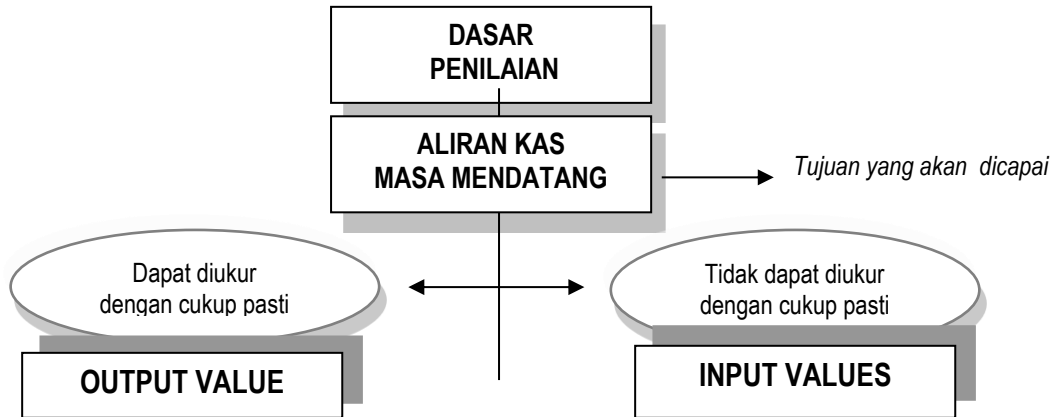 DASAR
PENILAIAN
ALIRAN KAS
MASA MENDATANG
Tujuan yang akan dicapai
Dapat diukur
dengan cukup pasti
Tidak dapat diukur
dengan cukup pasti
OUTPUT VALUE
INPUT VALUES